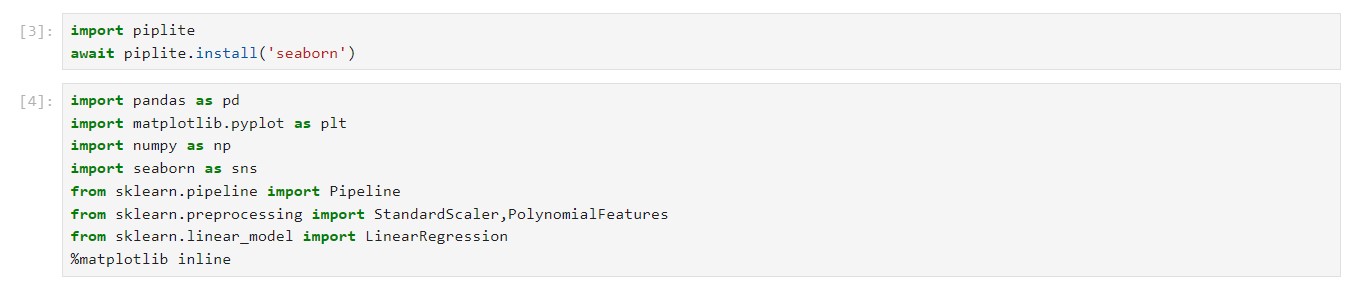 [3]: import piplite
await piplite.install('seaborn')
[4]: import pandas as pd
import matplotlib.pyplot as plt
import numpy as np
import seaborn as sns
from sklearn.pipeline import Pipeline
from sklearn.preprocessing import StandardScaler,PolynomialFeatures
from sklearn.linear_model import LinearRegression
%matplotlib inline